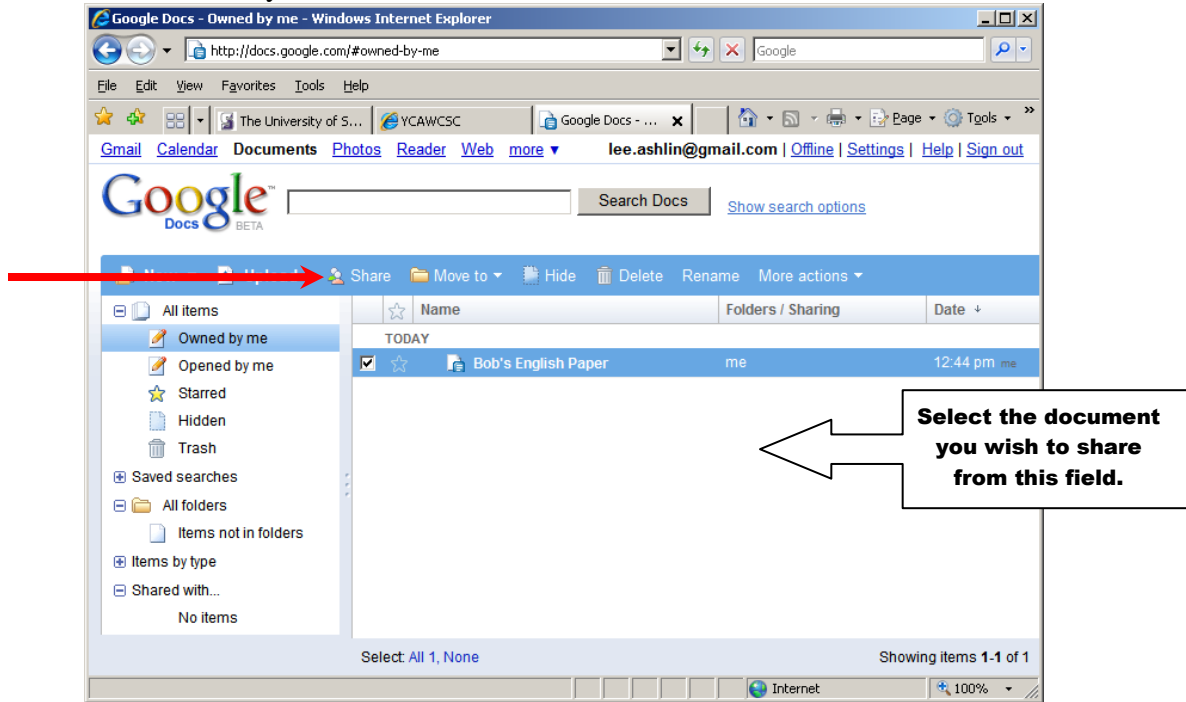 Google Docs - Owned by me - Windows Internet Explorer
http://docs.google.com/#owned-by-me
Google
File Edit View Favorites Tools Help
The University of S... YCAWCSC Google Docs - ... Page Tools
Gmail Calendar Documents Photos Reader Web more lee.ashlin@gmail.com | Offline | Settings | Help | Sign out
Google™ Docs BETA Search Docs Show search options
Share Move to Hide Delete Rename More actions
All items Name Folders / Sharing Date
Owned by me TODAY
Opened by me Bob's English Paper me 12:44 pm me
Starred
Hidden
Trash
Saved searches
All folders
Items not in folders
Items by type
Shared with...
No items
Select the document
you wish to share
from this field.
Select: All 1, None Showing items 1-1 of 1
Internet 100%